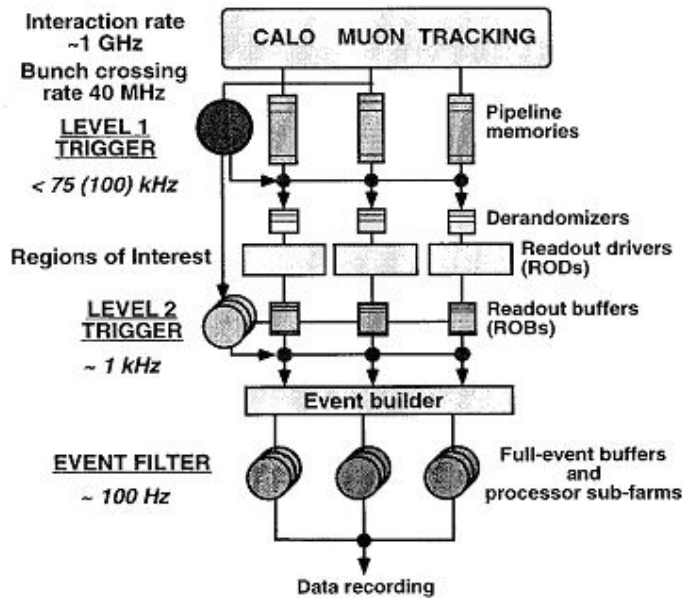 Interaction rate
~1 GHz
CALO MUON TRACKING
Bunch crossing
rate 40 MHz
Pipeline
memories
LEVEL 1
TRIGGER
< 75 (100) kHz
Derandomizers
Regions of Interest
Readout drivers
(RODs)
LEVEL 2
TRIGGER
Readout buffers
(ROBs)
~ 1 kHz
Event builder
EVENT FILTER
~ 100 Hz
Full-event buffers
and
processor sub-farms
Data recording